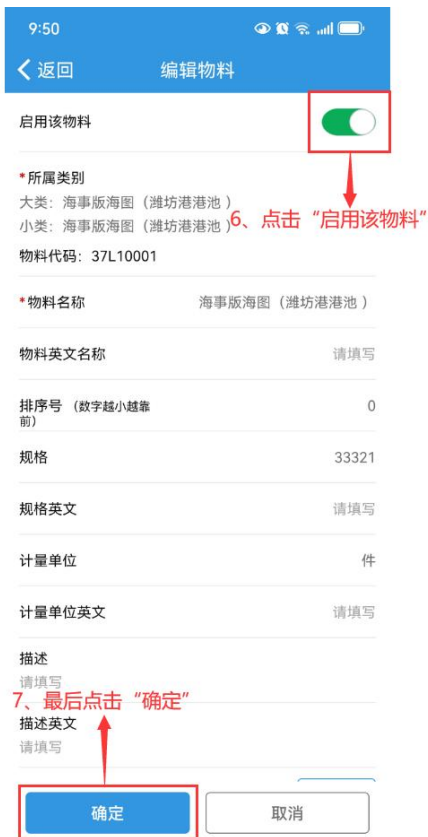 9:50
返回 编辑物料
启用该物料
*所属类别
大类：海事版海图（潍坊港港池 ）
小类：海事版海图（潍坊港港池 ）
6、点击“启用该物料”
物料代码：37L10001
*物料名称 海事版海图（潍坊港港池 ）
物料英文名称 请填写
排序号 （数字越小越靠
前） 0
规格 33321
规格英文 请填写
计量单位 件
计量单位英文 请填写
描述
请填写
7、最后点击“确定”
描述英文
请填写
确定 取消